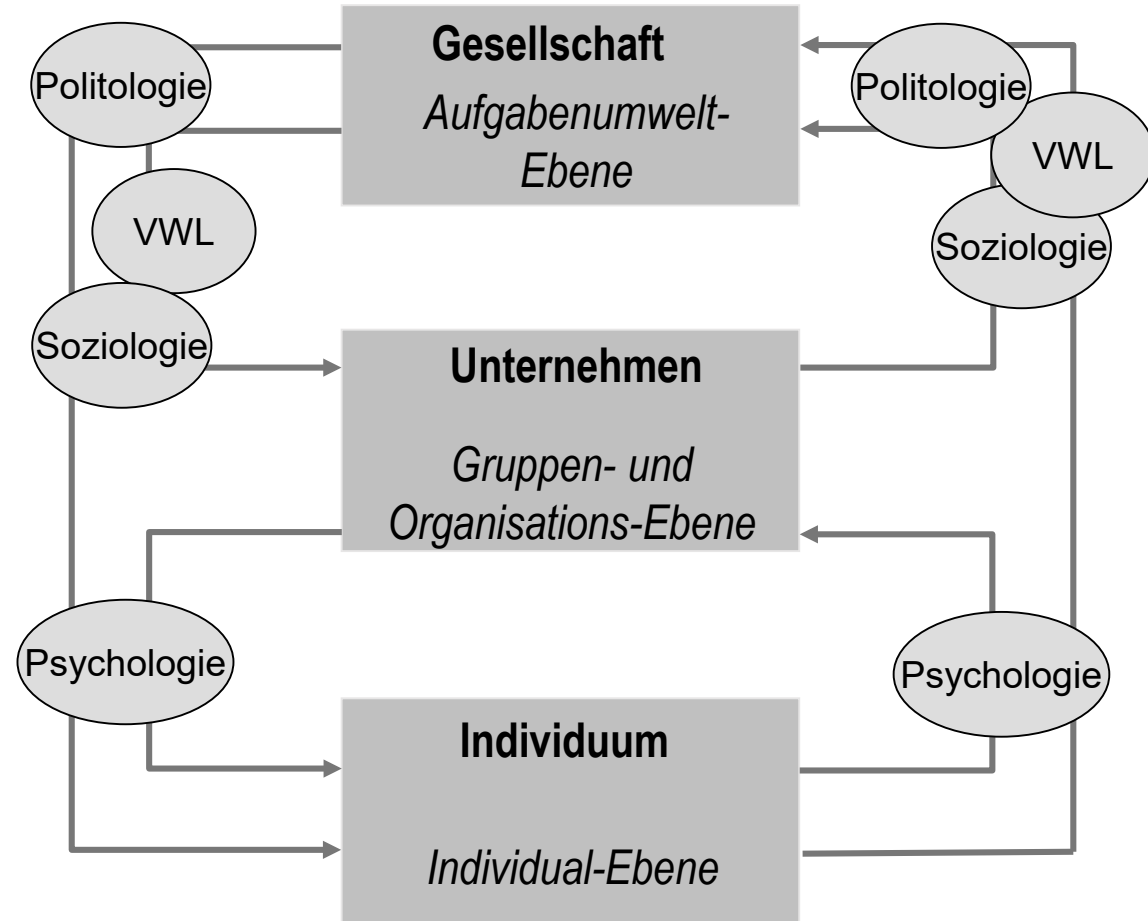 Politologie
Gesellschaft
Aufgabenumwelt-
Ebene
Politologie
VWL
VWL
Soziologie
Soziologie
Unternehmen
Gruppen- und
Organisations-Ebene
Psychologie
Psychologie
Individuum
Individual-Ebene